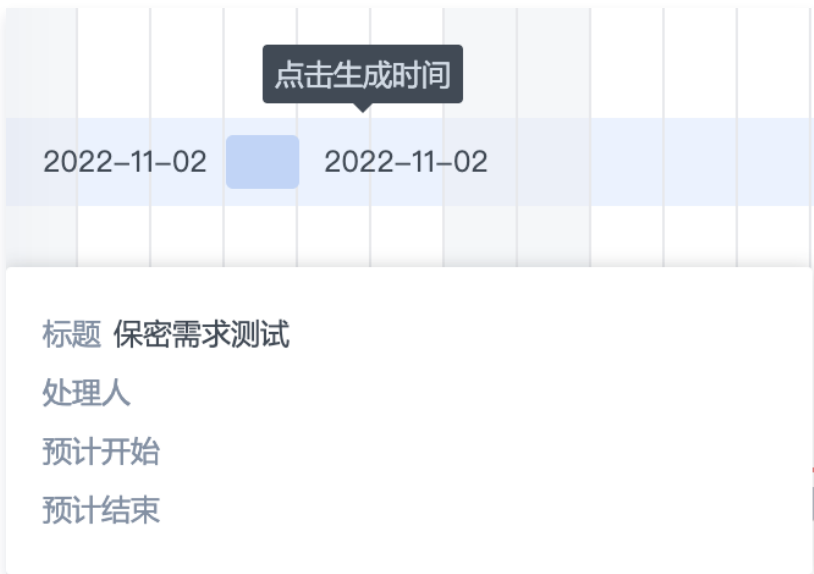 点击生成时间
2022-11-02 2022-11-02
标题 保密需求测试
处理人
预计开始
预计结束